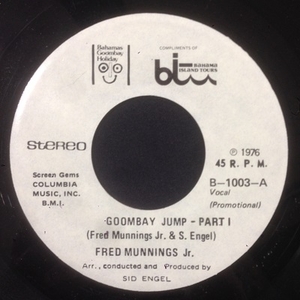 Bahamas
Goombay
Holiday
COMPLIMENTS OF
bit
BAHAMA
ISLAND TOURS
STEREO
℗ 1976
45 R. P. M.
Screen Gems
COLUMBIA
MUSIC, INC.
B.M.I.
B-1003-A
Vocal
(Promotional)
GOOMBAY JUMP - PART I
(Fred Munnings Jr. & S. Engel)
FRED MUNNINGS Jr.
Arr., conducted and Produced by
SID ENGEL